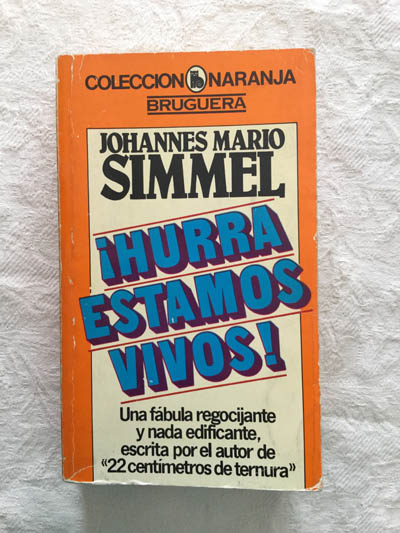 COLECCION NARANJA
BRUGUERA
JOHANNES MARIO
SIMMEL
¡HURRA
ESTAMOS
VIVOS!
Una fábula regocijante
y nada edificante,
escrita por el autor de
«22 centímetros de ternura»